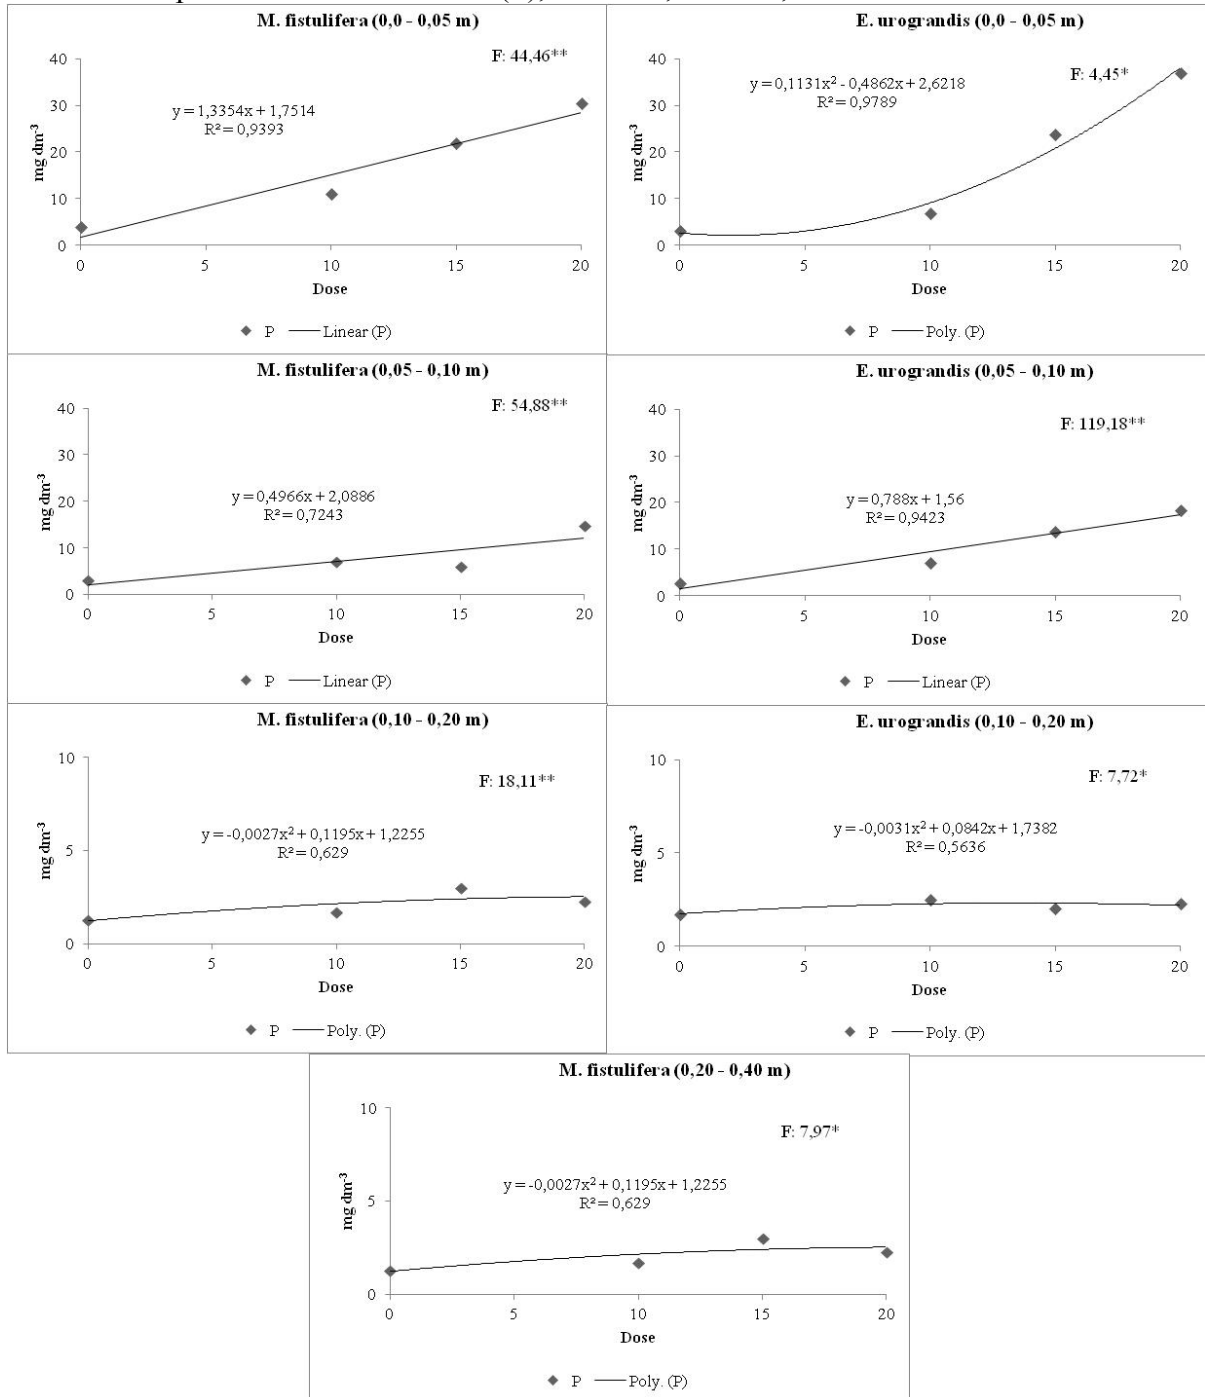 M. fistulifera (0,0 - 0,05 m)
F: 44,46**
y = 1,3354x + 1,7514
R² = 0,9393
mg dm⁻³
40
30
20
10
0
0 5 10 15 20
Dose
P Linear (P)
E. urograndis (0,0 - 0,05 m)
F: 4,45*
y = 0,1131x² - 0,4862x + 2,6218
R² = 0,9789
mg dm⁻³
40
30
20
10
0
0 5 10 15 20
Dose
P Poly. (P)
M. fistulifera (0,05 - 0,10 m)
F: 54,88**
y = 0,4966x + 2,0886
R² = 0,7243
mg dm⁻³
40
30
20
10
0
0 5 10 15 20
Dose
P Linear (P)
E. urograndis (0,05 - 0,10 m)
F: 119,18**
y = 0,788x + 1,56
R² = 0,9423
mg dm⁻³
40
30
20
10
0
0 5 10 15 20
Dose
P Linear (P)
M. fistulifera (0,10 - 0,20 m)
F: 18,11**
y = -0,0027x² + 0,1195x + 1,2255
R² = 0,629
mg dm⁻³
10
5
0
0 5 10 15 20
Dose
P Poly. (P)
E. urograndis (0,10 - 0,20 m)
F: 7,72*
y = -0,0031x² + 0,0842x + 1,7382
R² = 0,5636
mg dm⁻³
10
5
0
0 5 10 15 20
Dose
P Poly. (P)
M. fistulifera (0,20 - 0,40 m)
F: 7,97*
y = -0,0027x² + 0,1195x + 1,2255
R² = 0,629
mg dm⁻³
10
5
0
0 5 10 15 20
Dose
P Poly. (P)